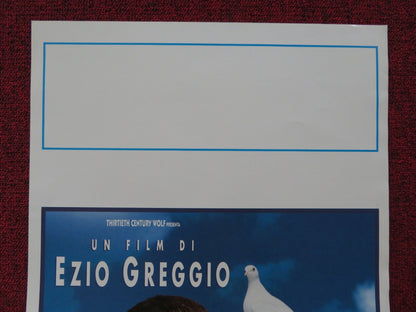 THIRTIETH CENTURY WOLF PRESENTA
UN FILM DI
EZIO GREGGIO